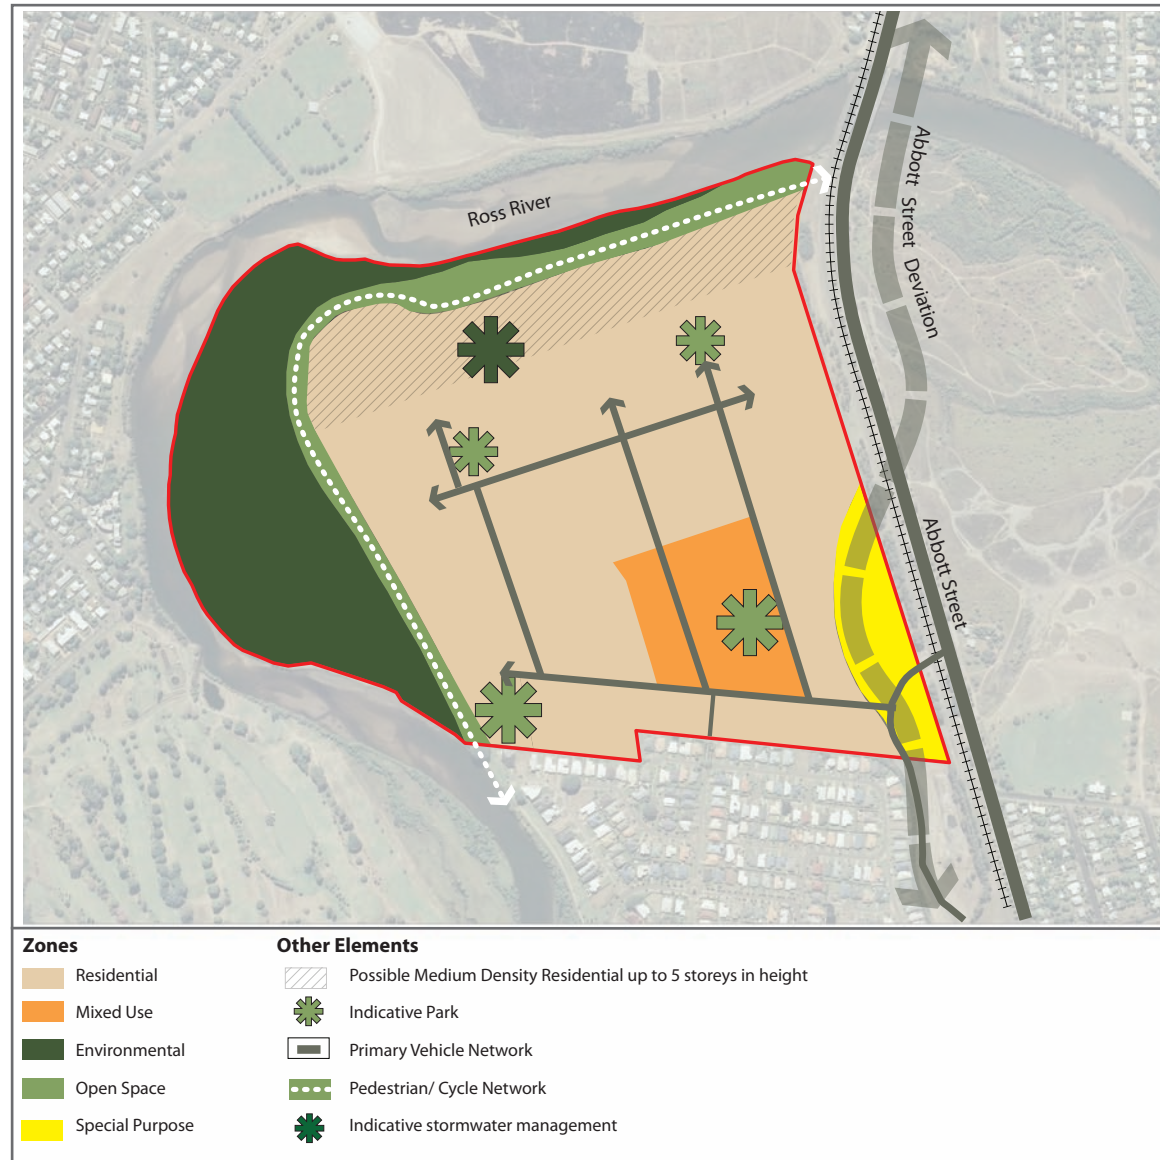 Ross River
Abbott Street Deviation
Abbott Street
Zones
Residential
Mixed Use
Environmental
Open Space
Special Purpose
Other Elements
Possible Medium Density Residential up to 5 storeys in height
Indicative Park
Primary Vehicle Network
Pedestrian/ Cycle Network
Indicative stormwater management